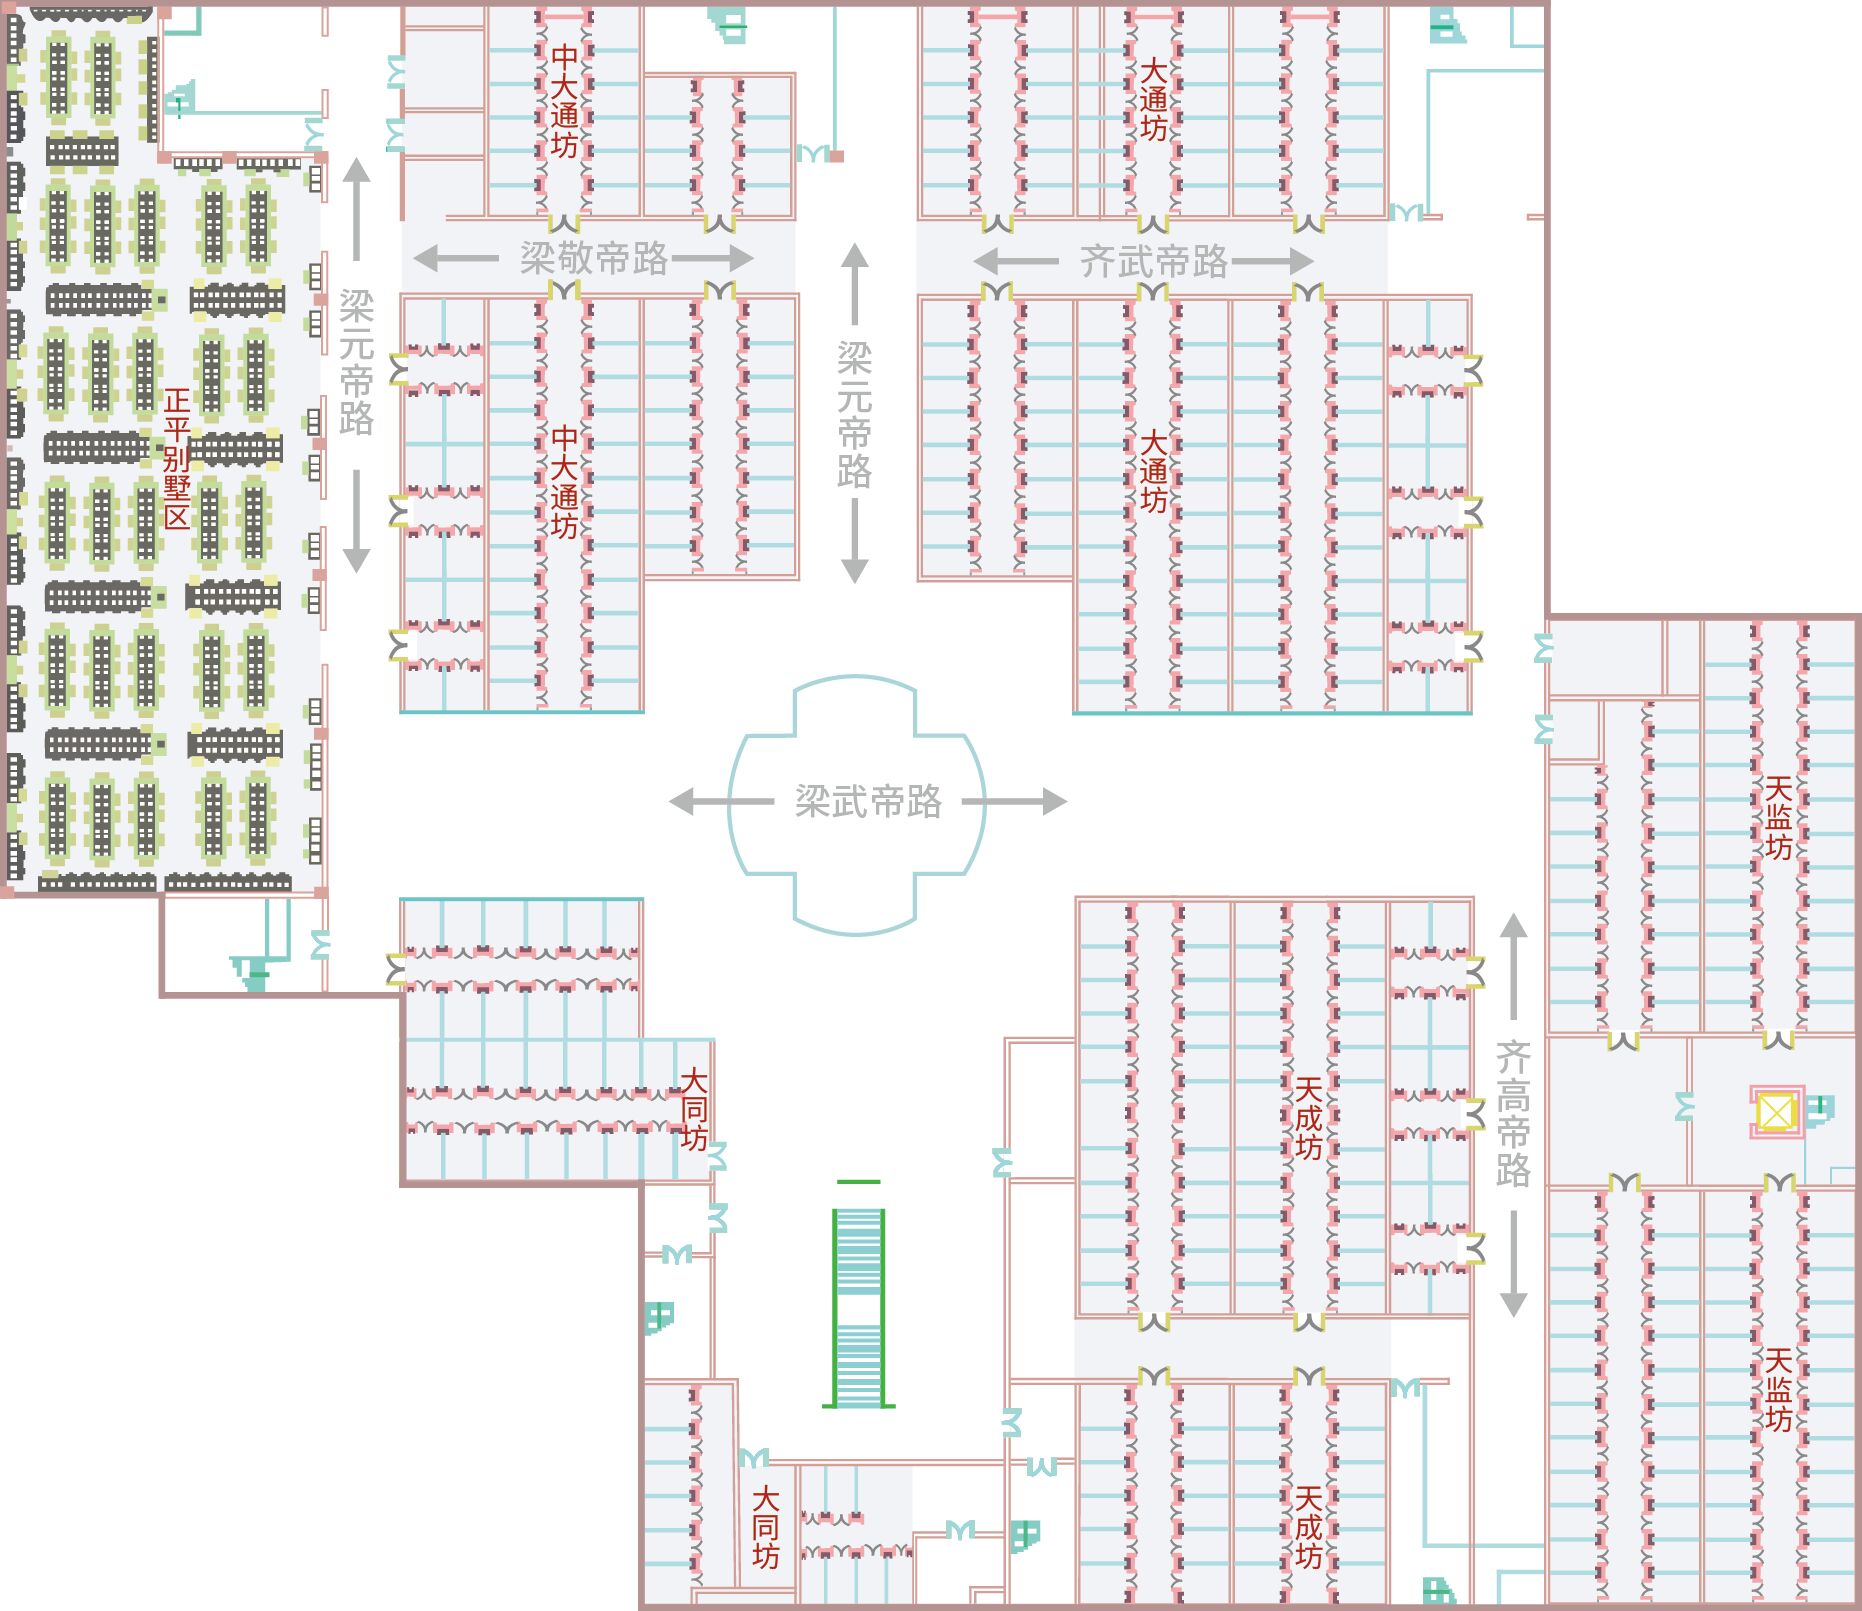 中大通坊
大通坊
梁敬帝路
齐武帝路
梁元帝路
梁元帝路
正平别墅区
中大通坊
大通坊
梁武帝路
天监坊
大同坊
天成坊
齐高帝路
天监坊
大同坊
天成坊